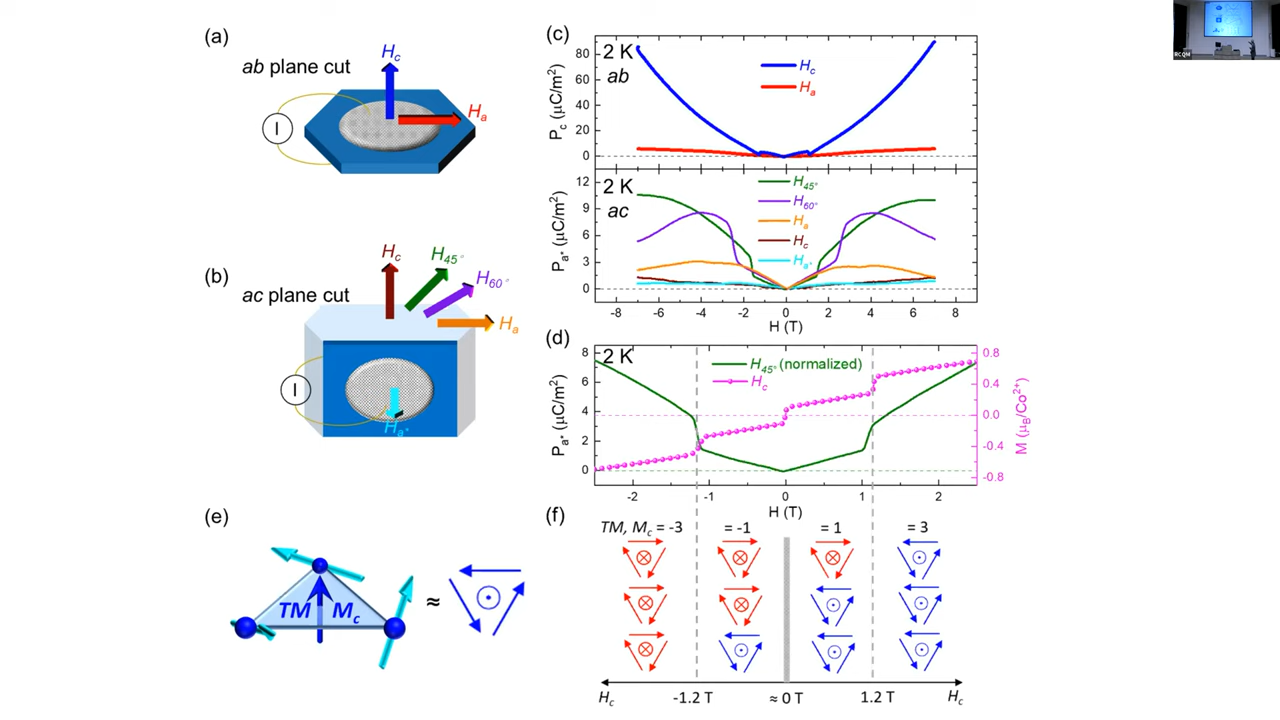 (a)
ab plane cut
H_c
H_a
I
(b)
ac plane cut
H_c
H_45°
H_60°
H_a
I
H_a*
(c)
2 K
ab
H_c
H_a
P_c (μC/m²)
80
60
40
20
0
2 K
ac
H_45°
H_60°
H_a
H_c
H_a*
P_a* (μC/m²)
12
9
6
3
0
-8 -6 -4 -2 0 2 4 6 8
H (T)
(d)
2 K
H_45° (normalized)
H_c
P_a* (μC/m²)
8
6
4
2
0
0.8
0.4
0.0
-0.4
-0.8
M (μ_B/Co²⁺)
-2 -1 0 1 2
H (T)
(e)
TM M_c
≈
(f)
TM, M_c = -3 = -1 = 1 = 3
H_c -1.2 T ≈ 0 T 1.2 T H_c
RCQM